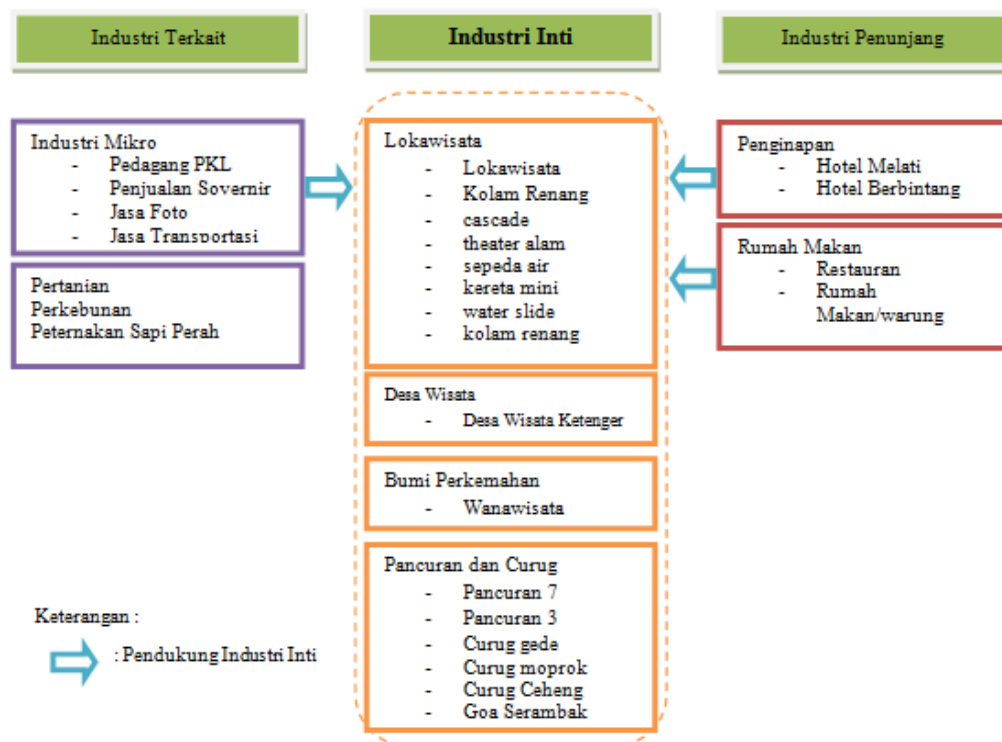 Industri Terkait
Industri Inti
Industri Penunjang
Industri Mikro
- Pedagang PKL
- Penjualan Sovernir
- Jasa Foto
- Jasa Transportasi
Pertanian
Perkebunan
Peternakan Sapi Perah
Lokawisata
- Lokawisata
- Kolam Renang
- cascade
- theater alam
- sepeda air
- kereta mini
- water slide
- kolam renang
Desa Wisata
- Desa Wisata Ketenger
Bumi Perkemahan
- Wanawisata
Pancuran dan Curug
- Pancuran 7
- Pancuran 3
- Curug gede
- Curug moprok
- Curug Ceheng
- Goa Serambak
Penginapan
- Hotel Melati
- Hotel Berbintang
Rumah Makan
- Restauran
- Rumah
Makan/warung
Keterangan :
: Pendukung Industri Inti